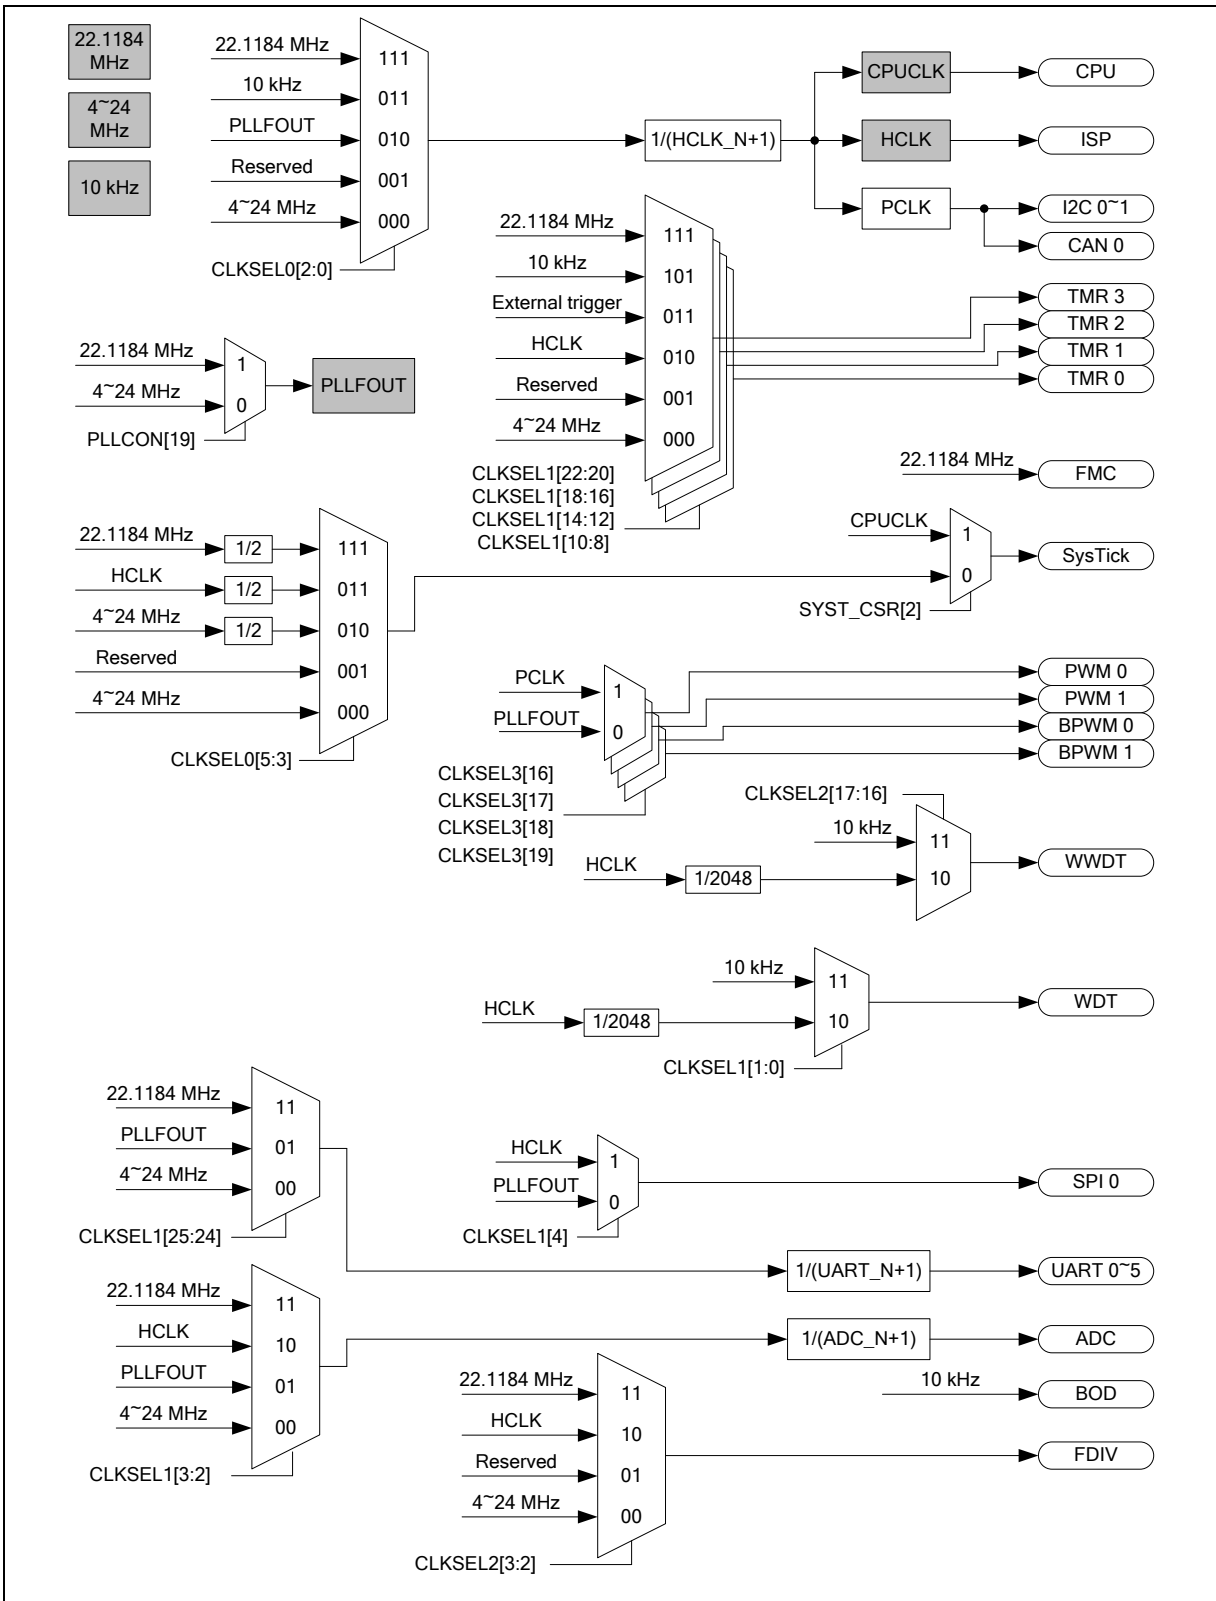 22.1184
MHz
4~24
MHz
10 kHz
22.1184 MHz
111
10 kHz
011
PLLFOUT
010
Reserved
001
4~24 MHz
000
CLKSEL0[2:0]
1/(HCLK_N+1)
CPUCLK
CPU
HCLK
ISP
PCLK
I2C 0~1
CAN 0
22.1184 MHz
111
10 kHz
101
External trigger
011
HCLK
010
Reserved
001
4~24 MHz
000
CLKSEL1[22:20]
CLKSEL1[18:16]
CLKSEL1[14:12]
CLKSEL1[10:8]
TMR 3
TMR 2
TMR 1
TMR 0
22.1184 MHz
1
4~24 MHz
0
PLLCON[19]
PLLFOUT
22.1184 MHz
FMC
22.1184 MHz
1/2
111
HCLK
1/2
011
4~24 MHz
1/2
010
Reserved
001
4~24 MHz
000
CLKSEL0[5:3]
CPUCLK
1
0
SYST_CSR[2]
SysTick
PCLK
1
PLLFOUT
0
CLKSEL3[16]
CLKSEL3[17]
CLKSEL3[18]
CLKSEL3[19]
PWM 0
PWM 1
BPWM 0
BPWM 1
CLKSEL2[17:16]
10 kHz
11
HCLK
1/2048
10
WWDT
10 kHz
11
HCLK
1/2048
10
CLKSEL1[1:0]
WDT
22.1184 MHz
11
PLLFOUT
01
4~24 MHz
00
CLKSEL1[25:24]
HCLK
1
PLLFOUT
0
CLKSEL1[4]
SPI 0
1/(UART_N+1)
UART 0~5
22.1184 MHz
11
HCLK
10
PLLFOUT
01
4~24 MHz
00
CLKSEL1[3:2]
1/(ADC_N+1)
ADC
10 kHz
BOD
22.1184 MHz
11
HCLK
10
Reserved
01
4~24 MHz
00
CLKSEL2[3:2]
FDIV